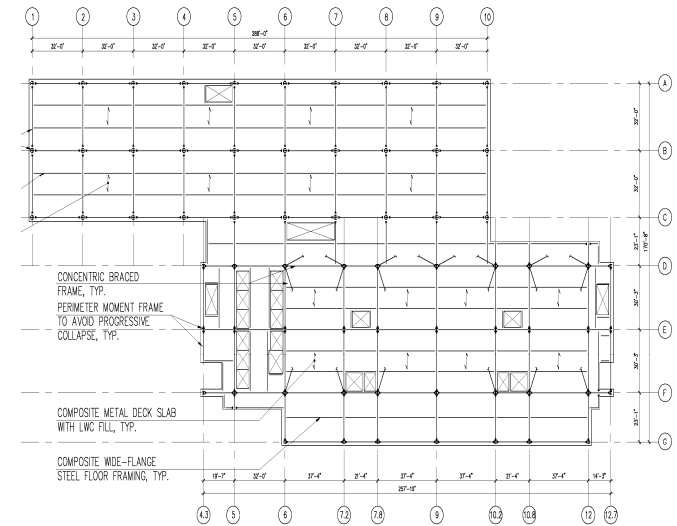 1 2 3 4 5 6 7 8 9 10
288'-0"
32'-0" 32'-0" 32'-0" 32'-0" 32'-0" 32'-0" 32'-0" 32'-0" 32'-0"
A
32'-0"
B
32'-0"
C
23'-1"
170'-8"
D
30'-3"
E
30'-3"
F
23'-1"
G
CONCENTRIC BRACED
FRAME, TYP.
PERIMETER MOMENT FRAME
TO AVOID PROGRESSIVE
COLLAPSE, TYP.
COMPOSITE METAL DECK SLAB
WITH LWC FILL, TYP.
COMPOSITE WIDE-FLANGE
STEEL FLOOR FRAMING, TYP.
19'-7" 32'-0" 37'-4" 21'-4" 37'-4" 37'-4" 21'-4" 37'-4" 14'-3"
257'-10"
4.3 5 6 7.2 7.8 9 10.2 10.8 12 12.7